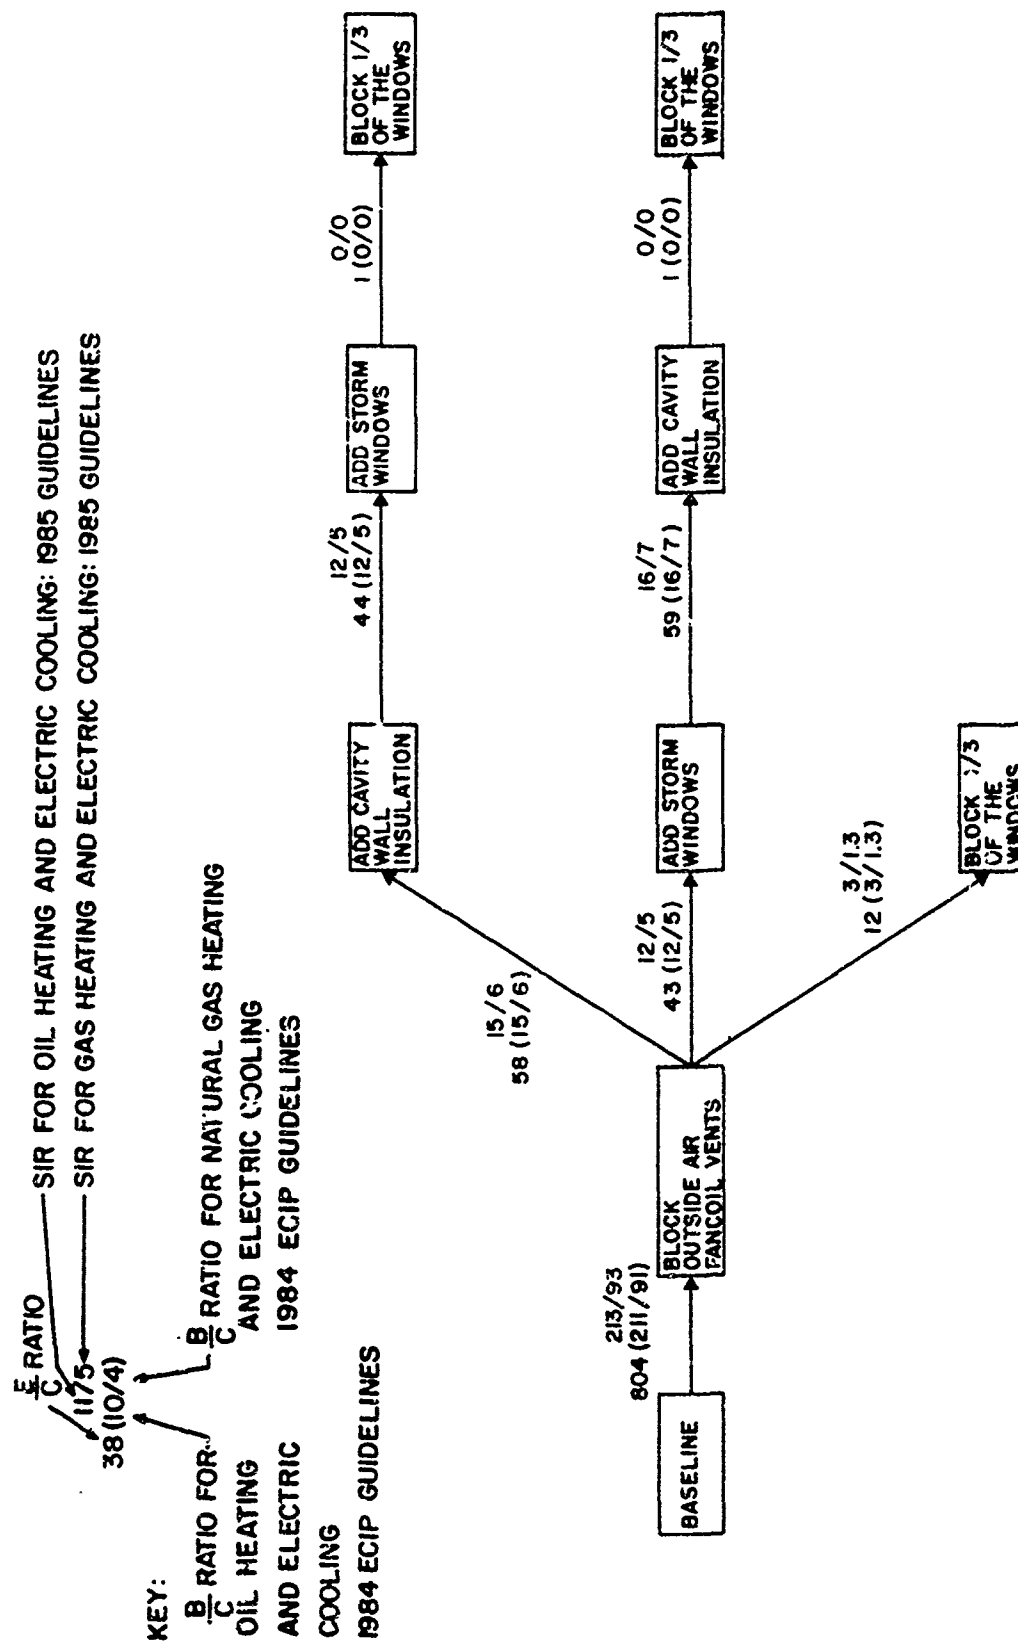 KEY:
E/C RATIO
11/5
38 (10/4)
SIR FOR OIL HEATING AND ELECTRIC COOLING: 1985 GUIDELINES
SIR FOR GAS HEATING AND ELECTRIC COOLING: 1985 GUIDELINES
B/C RATIO FOR
OIL HEATING
AND ELECTRIC
COOLING
1984 ECIP GUIDELINES
B/C RATIO FOR NATURAL GAS HEATING
AND ELECTRIC COOLING
1984 ECIP GUIDELINES
BASELINE
213/93
804 (211/91)
BLOCK
OUTSIDE AIR
FANCOIL VENTS
15/6
58 (15/6)
ADD CAVITY
WALL
INSULATION
12/5
44 (12/5)
ADD STORM
WINDOWS
0/0
1 (0/0)
BLOCK 1/3
OF THE
WINDOWS
12/5
43 (12/5)
ADD STORM
WINDOWS
16/7
59 (16/7)
ADD CAVITY
WALL
INSULATION
0/0
1 (0/0)
BLOCK 1/3
OF THE
WINDOWS
3/1.3
12 (3/1.3)
BLOCK 1/3
OF THE
WINDOWS